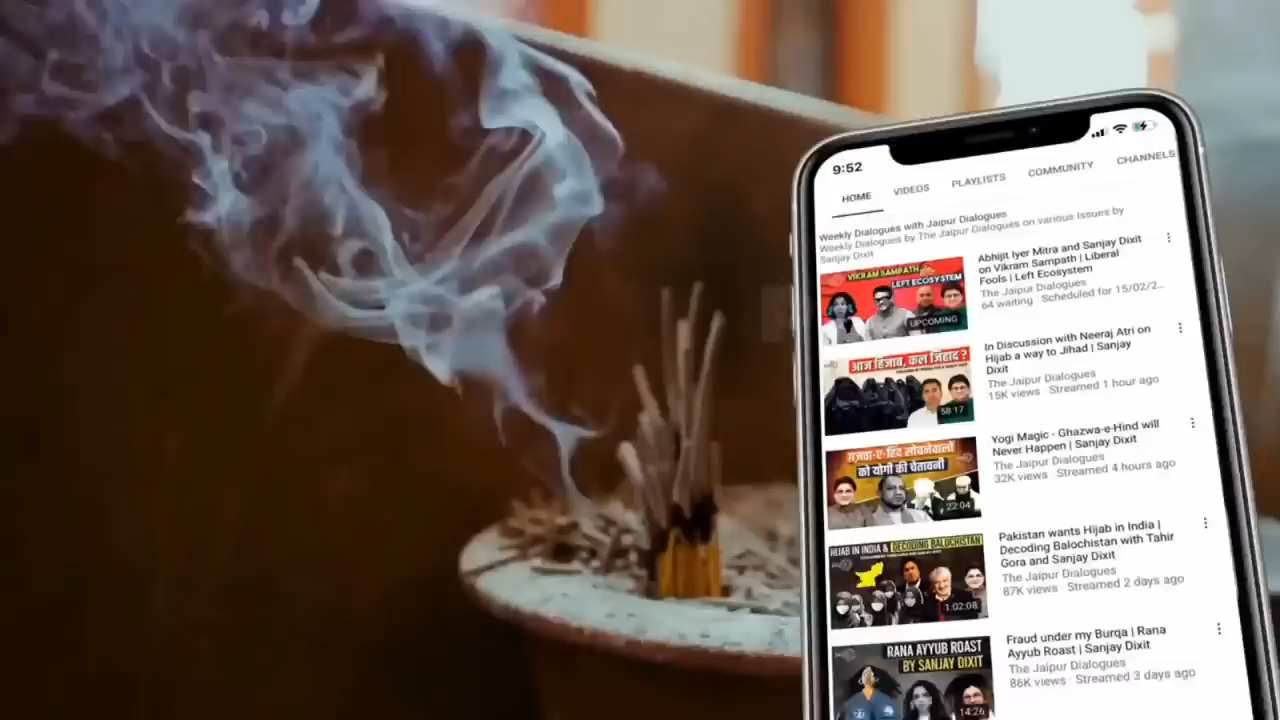 9:52
HOME VIDEOS PLAYLISTS COMMUNITY CHANNELS
Weekly Dialogues with Jaipur Dialogues
Weekly Dialogues by The Jaipur Dialogues on various Issues by
Sanjay Dixit
VIKRAM SAMPATH
LEFT ECOSYSTEM
UPCOMING
Abhijit Iyer Mitra and Sanjay Dixit
on Vikram Sampath | Liberal
Fools | Left Ecosystem
The Jaipur Dialogues
64 waiting Scheduled for 15/02/2...
आज हिजाब, कल जिहाद ?
58:17
In Discussion with Neeraj Atri on
Hijab a way to Jihad | Sanjay
Dixit
The Jaipur Dialogues
15K views Streamed 1 hour ago
ग़जवा-ए-हिंद सोचनेवालों
को योगी की चेतावनी
22:04
Yogi Magic - Ghazwa-e-Hind will
Never Happen | Sanjay Dixit
The Jaipur Dialogues
32K views Streamed 4 hours ago
HIJAB IN INDIA & DECODING BALOCHISTAN
1:02:08
Pakistan wants Hijab in India |
Decoding Balochistan with Tahir
Gora and Sanjay Dixit
The Jaipur Dialogues
87K views Streamed 2 days ago
RANA AYYUB ROAST
BY SANJAY DIXIT
14:26
Fraud under my Burqa | Rana
Ayyub Roast | Sanjay Dixit
The Jaipur Dialogues
86K views Streamed 3 days ago